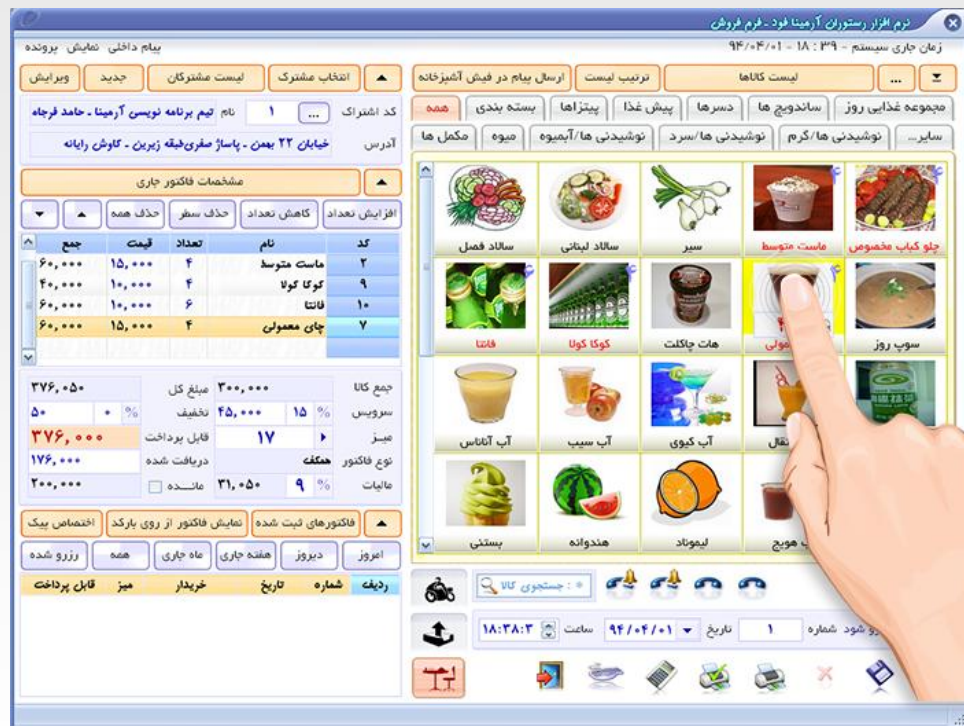 نرم افزار رستوران آرمینا فود - فرم فروش
زمان جاری سیستم - ۱۸ : ۳۹ - ۹۴/۰۴/۰۱
پرونده نمایش پیام داخلی
... لیست کالاها ترتیب لیست ارسال پیام در فیش آشپزخانه
مجموعه غذایی روز ساندویچ ها دسرها پیش غذا پیتزاها بسته بندی همه
سایر... نوشیدنی ها/گرم نوشیدنی ها/سرد نوشیدنی ها/آبمیوه میوه مکمل ها
چلو کباب مخصوص ماست متوسط سیر سالاد لبنانی سالاد فصل
سوپ روز هات چاکلت کوکا کولا فانتا
آب کیوی آب سیب آب آناناس
هویج لیموناد هندوانه بستنی
* : جستجوی کالا
شماره ۱ تاریخ ۹۴/۰۴/۰۱ ساعت ۱۸:۳۸:۳
انتخاب مشترک لیست مشترکان جدید ویرایش
کد اشتراک ... ۱ نام تیم برنامه نویسی آرمینا - حامد فرجاه
آدرس خیابان ۲۲ بهمن - پاساژ صفری طبقه زیرین - کاوش رایانه
مشخصات فاکتور جاری
افزایش تعداد کاهش تعداد حذف سطر حذف همه
کد نام تعداد قیمت جمع
۲ ماست متوسط ۴ ۱۵,۰۰۰ ۶۰,۰۰۰
۹ کوکا کولا ۴ ۱۰,۰۰۰ ۴۰,۰۰۰
۱۰ فانتا ۶ ۱۰,۰۰۰ ۶۰,۰۰۰
۷ چای معمولی ۴ ۱۵,۰۰۰ ۶۰,۰۰۰
جمع کالا ۳۰۰,۰۰۰ مبلغ کل ۳۷۶,۰۵۰
سرویس % ۱۵ ۴۵,۰۰۰ تخفیف % ۰ ۵۰
میـز ۱۷ قابل پرداخت ۳۷۶,۰۰۰
نوع فاکتور همکف دریافت شده ۱۷۶,۰۰۰
مالیات % ۹ ۳۱,۰۵۰ مانـــده ۲۰۰,۰۰۰
فاکتورهای ثبت شده نمایش فاکتور از روی بارکد اختصاص پیک
امروز دیروز هفته جاری ماه جاری همه رزرو شده
ردیف شماره تاریخ خریدار میز قابل پرداخت